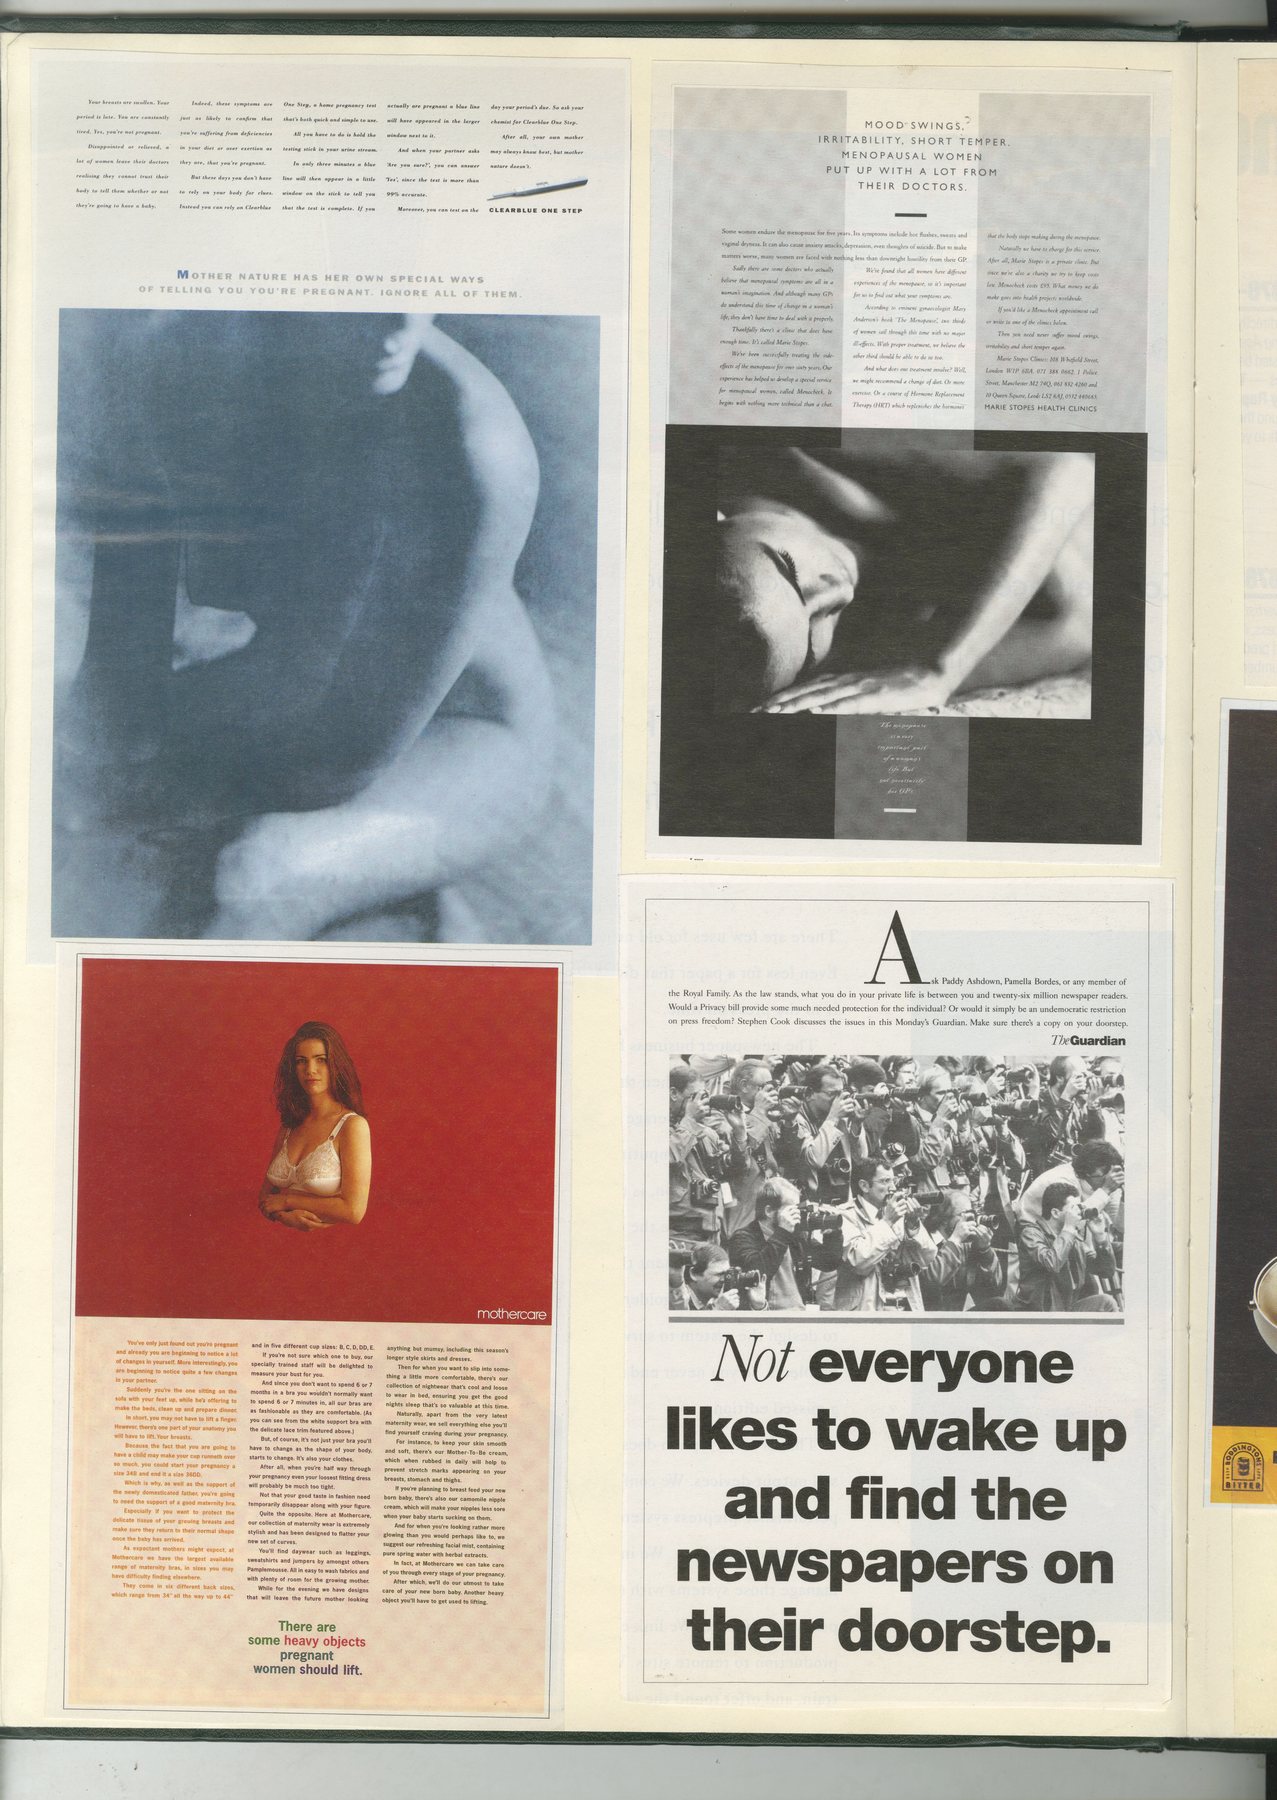 Your breasts are swollen. Your
period is late. You are constantly
tired. Yes, you're not pregnant.
Disappointed or relieved, a
lot of women leave their doctors
realising they cannot trust their
body to tell them whether or not
they're going to have a baby.
Indeed, these symptoms are
just as likely to confirm that
you're suffering from deficiencies
in your diet or over exertion as
they are, that you're pregnant.
But these days you don't have
to rely on your body for clues.
Instead you can rely on Clearblue
One Step, a home pregnancy test
that's both quick and simple to use.
All you have to do is hold the
testing stick in your urine stream.
In only three minutes a blue
line will then appear in a little
window on the stick to tell you
that the test is complete. If you
actually are pregnant a blue line
will have appeared in the larger
window next to it.
And when your partner asks
'Are you sure?', you can answer
'Yes', since the test is more than
99% accurate.
Moreover, you can test on the
day your period's due. So ask your
chemist for Clearblue One Step.
After all, your own mother
may always know best, but mother
nature doesn't.
CLEARBLUE ONE STEP
MOTHER NATURE HAS HER OWN SPECIAL WAYS
OF TELLING YOU YOU'RE PREGNANT. IGNORE ALL OF THEM.
MOOD SWINGS,
IRRITABILITY, SHORT TEMPER.
MENOPAUSAL WOMEN
PUT UP WITH A LOT FROM
THEIR DOCTORS.
Some women endure the menopause for five years. Its symptoms include hot flushes, sweats and
vaginal dryness. It can also cause anxiety attacks, depression, even thoughts of suicide. But to make
matters worse, many women are faced with nothing less than downright hostility from their GP.
Sadly there are some doctors who actually
believe that menopausal symptoms are all in a
woman's imagination. And although many GPs
do understand this time of change in a woman's
life, they don't have time to deal with it properly.
Thankfully there's a clinic that does have
enough time. It's called Marie Stopes.
We've been successfully treating the side-
effects of the menopause for over sixty years. Our
experience has helped us develop a special service
for menopausal women, called Menocheck. It
begins with nothing more technical than a chat.
We've found that all women have different
experiences of the menopause, so it's important
for us to find out what your symptoms are.
According to eminent gynaecologist Mary
Anderson's book 'The Menopause', two thirds
of women sail through this time with no major
ill-effects. With proper treatment, we believe the
other third should be able to do so too.
And what does our treatment involve? Well,
we might recommend a change of diet. Or more
exercise. Or a course of Hormone Replacement
Therapy (HRT) which replenishes the hormones
that the body stops making during the menopause.
Naturally we have to charge for this service.
After all, Marie Stopes is a private clinic. But
since we're also a charity we try to keep costs
low. Menocheck costs £95. What money we do
make goes into health projects worldwide.
If you'd like a Menocheck appointment call
or write to one of the clinics below.
Then you need never suffer mood swings,
irritability and short temper again.
Marie Stopes Clinics: 108 Whitfield Street,
London W1P 6BA. 071 388 0662. 1 Police
Street, Manchester M2 7LQ, 061 832 4260 and
10 Queen Square, Leeds LS2 8AJ, 0532 440685.
MARIE STOPES HEALTH CLINICS
The menopause
is a very
important part
of a woman's
life. But
not necessarily
her GP's.
mothercare
You've only just found out you're pregnant
and already you are beginning to notice a lot
of changes in yourself. More interestingly, you
are beginning to notice quite a few changes
in your partner.
Suddenly you're the one sitting on the
sofa with your feet up, while he's offering to
make the beds, clean up and prepare dinner.
In short, you may not have to lift a finger.
However, there's one part of your anatomy you
will have to lift. Your breasts.
Because the fact that you are going to
have a child may make your cup runneth over
so much, you could start your pregnancy a
size 34B and end it a size 36DD.
Which is why, as well as the support of
the newly domesticated father, you're going
to need the support of a good maternity bra.
Especially if you want to protect the
delicate tissue of your growing breasts and
make sure they return to their normal shape
once the baby has arrived.
As expectant mothers might expect, at
Mothercare we have the largest available
range of maternity bras, in sizes you may
have difficulty finding elsewhere.
They come in six different back sizes,
which range from 34" all the way up to 44"
and in five different cup sizes: B, C, D, DD, E.
If you're not sure which one to buy, our
specially trained staff will be delighted to
measure your bust for you.
And since you don't want to spend 6 or 7
months in a bra you wouldn't normally want
to spend 6 or 7 minutes in, all our bras are
as fashionable as they are comfortable. (As
you can see from the white support bra with
the delicate lace trim featured above.)
But, of course, it's not just your bra you'll
have to change as the shape of your body,
starts to change. It's also your clothes.
After all, when you're half way through
your pregnancy even your loosest fitting dress
will probably be much too tight.
Not that your good taste in fashion need
temporarily disappear along with your figure.
Quite the opposite. Here at Mothercare,
our collection of maternity wear is extremely
stylish and has been designed to flatter your
new set of curves.
You'll find daywear such as leggings,
sweatshirts and jumpers by amongst others
Pamplemousse. All in easy to wash fabrics and
with plenty of room for the growing mother.
While for the evening we have designs
that will leave the future mother looking
anything but mumsy, including this season's
longer style skirts and dresses.
Then for when you want to slip into some-
thing a little more comfortable, there's our
collection of nightwear that's cool and loose
to wear in bed, ensuring you get the good
nights sleep that's so valuable at this time.
Naturally, apart from the very latest
maternity wear, we sell everything else you'll
find yourself craving during your pregnancy.
For instance, to keep your skin smooth
and soft, there's our Mother-To-Be cream,
which when rubbed in daily will help to
prevent stretch marks appearing on your
breasts, stomach and thighs.
If you're planning to breast feed your new
born baby, there's also our camomile nipple
cream, which will make your nipples less sore
when your baby starts sucking on them.
And for when you're looking rather more
glowing than you would perhaps like to, we
suggest our refreshing facial mist, containing
pure spring water with herbal extracts.
In fact, at Mothercare we can take care
of you through every stage of your pregnancy.
After which, we'll do our utmost to take
care of your new born baby. Another heavy
object you'll have to get used to lifting.
There are
some heavy objects
pregnant
women should lift.
Ask Paddy Ashdown, Pamella Bordes, or any member of
the Royal Family. As the law stands, what you do in your private life is between you and twenty-six million newspaper readers.
Would a Privacy bill provide some much needed protection for the individual? Or would it simply be an undemocratic restriction
on press freedom? Stephen Cook discusses the issues in this Monday's Guardian. Make sure there's a copy on your doorstep.
The Guardian
Not everyone
likes to wake up
and find the
newspapers on
their doorstep.
BODDINGTONS
BITTER